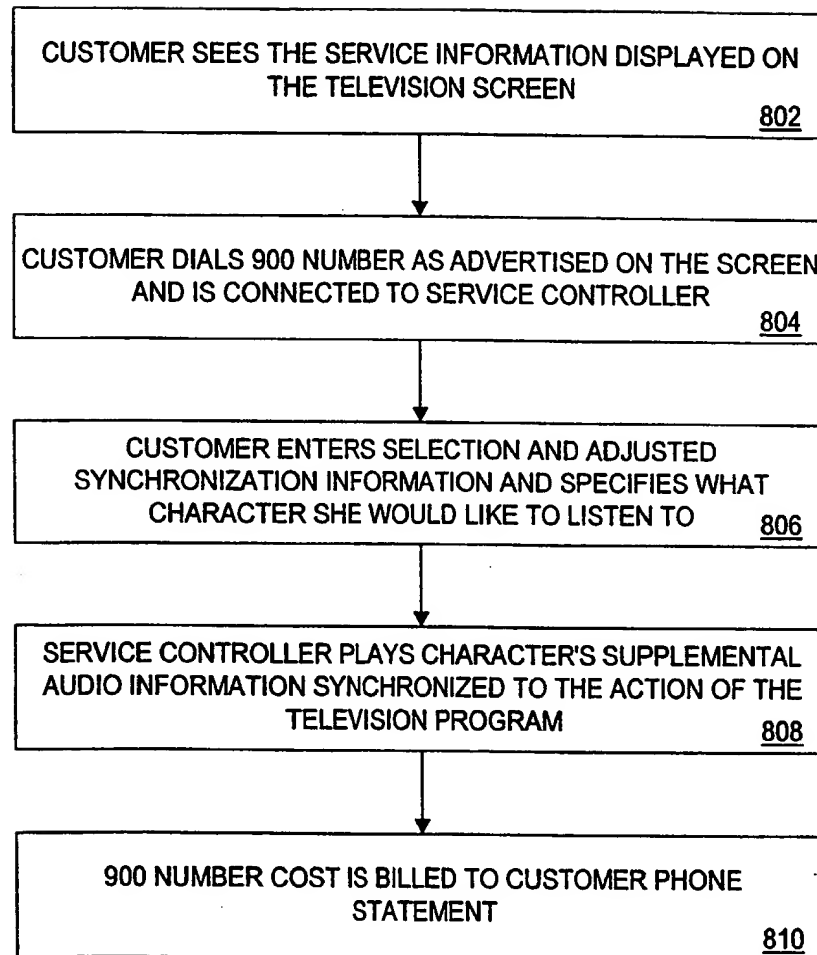 CUSTOMER SEES THE SERVICE INFORMATION DISPLAYED ON
THE TELEVISION SCREEN
802
CUSTOMER DIALS 900 NUMBER AS ADVERTISED ON THE SCREEN
AND IS CONNECTED TO SERVICE CONTROLLER
804
CUSTOMER ENTERS SELECTION AND ADJUSTED
SYNCHRONIZATION INFORMATION AND SPECIFIES WHAT
CHARACTER SHE WOULD LIKE TO LISTEN TO
806
SERVICE CONTROLLER PLAYS CHARACTER'S SUPPLEMENTAL
AUDIO INFORMATION SYNCHRONIZED TO THE ACTION OF THE
TELEVISION PROGRAM
808
900 NUMBER COST IS BILLED TO CUSTOMER PHONE
STATEMENT
810